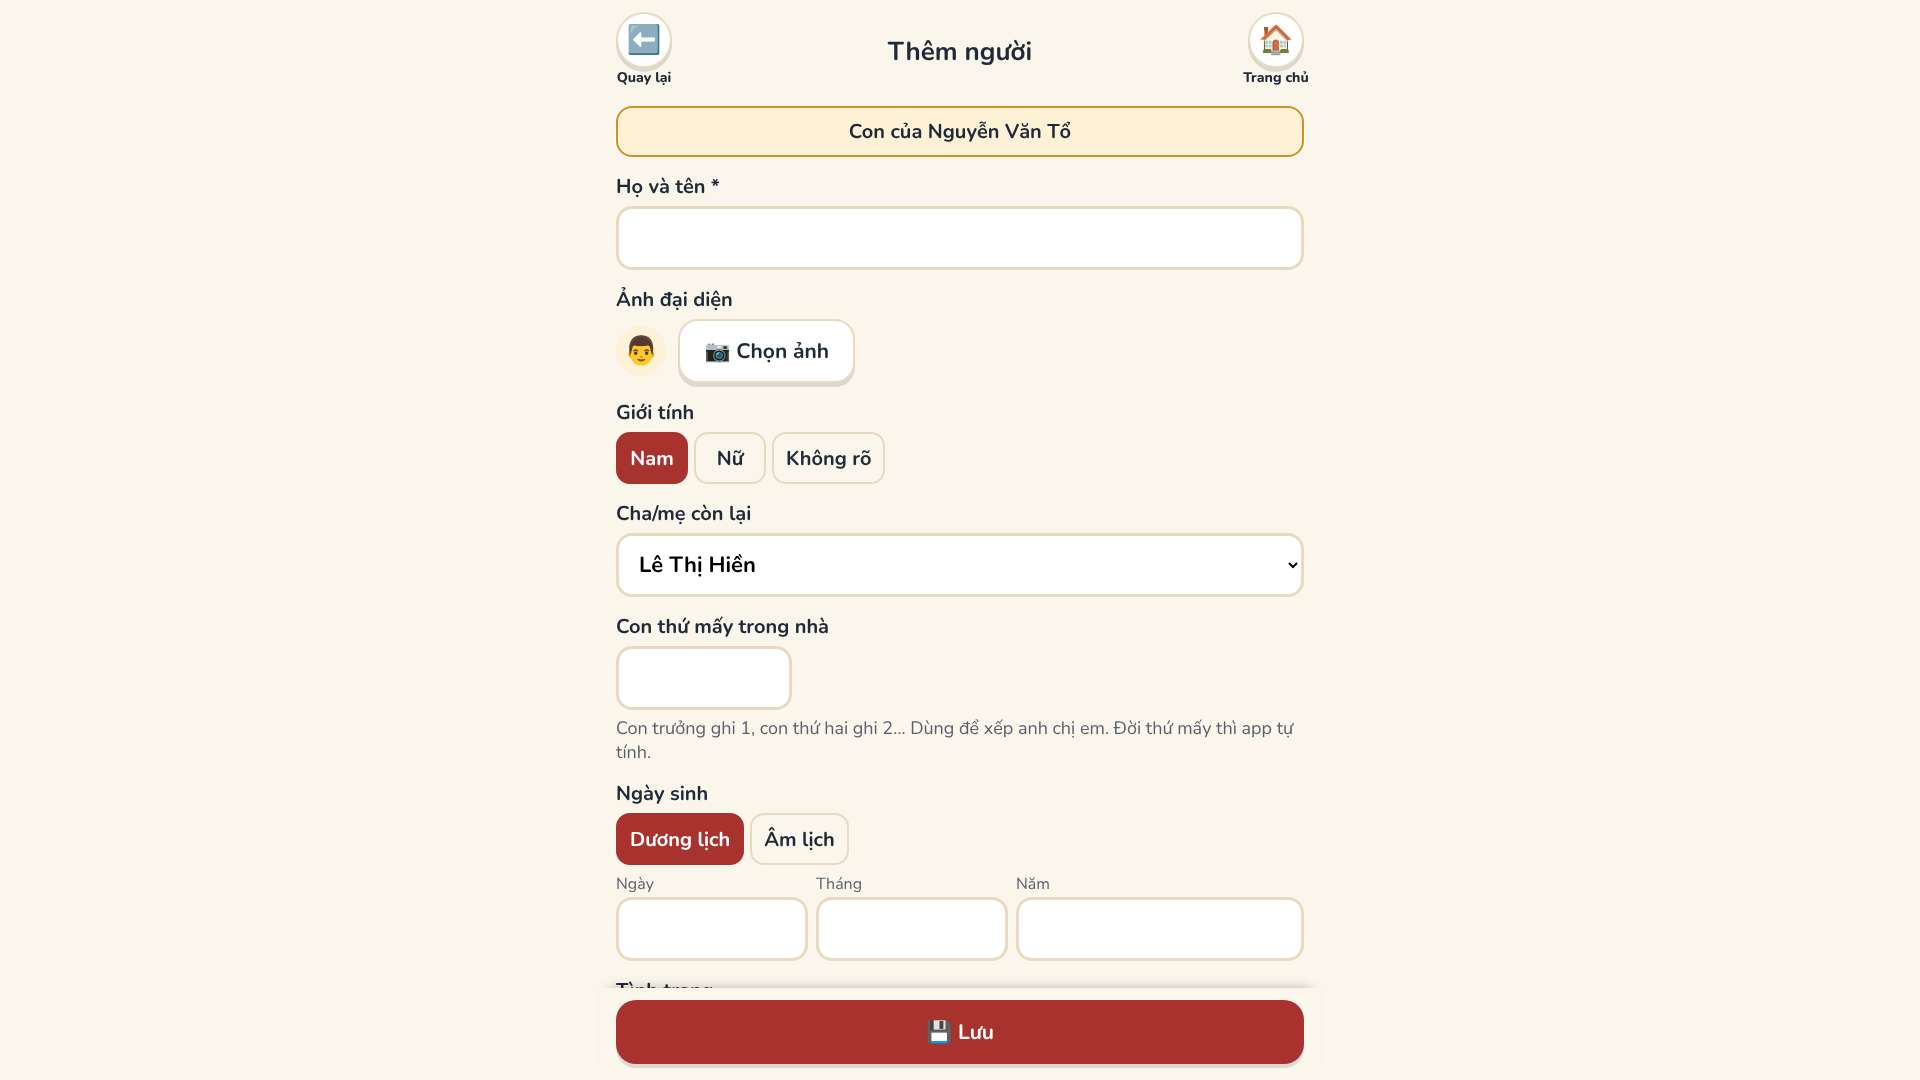 Quay lại
Thêm người
Trang chủ
Con của Nguyễn Văn Tổ
Họ và tên *
Ảnh đại diện
Chọn ảnh
Giới tính
Nam Nữ Không rõ
Cha/mẹ còn lại
Lê Thị Hiền
Con thứ mấy trong nhà
Con trưởng ghi 1, con thứ hai ghi 2... Dùng để xếp anh chị em. Đời thứ mấy thì app tự
tính.
Ngày sinh
Dương lịch Âm lịch
Ngày Tháng Năm
Lưu